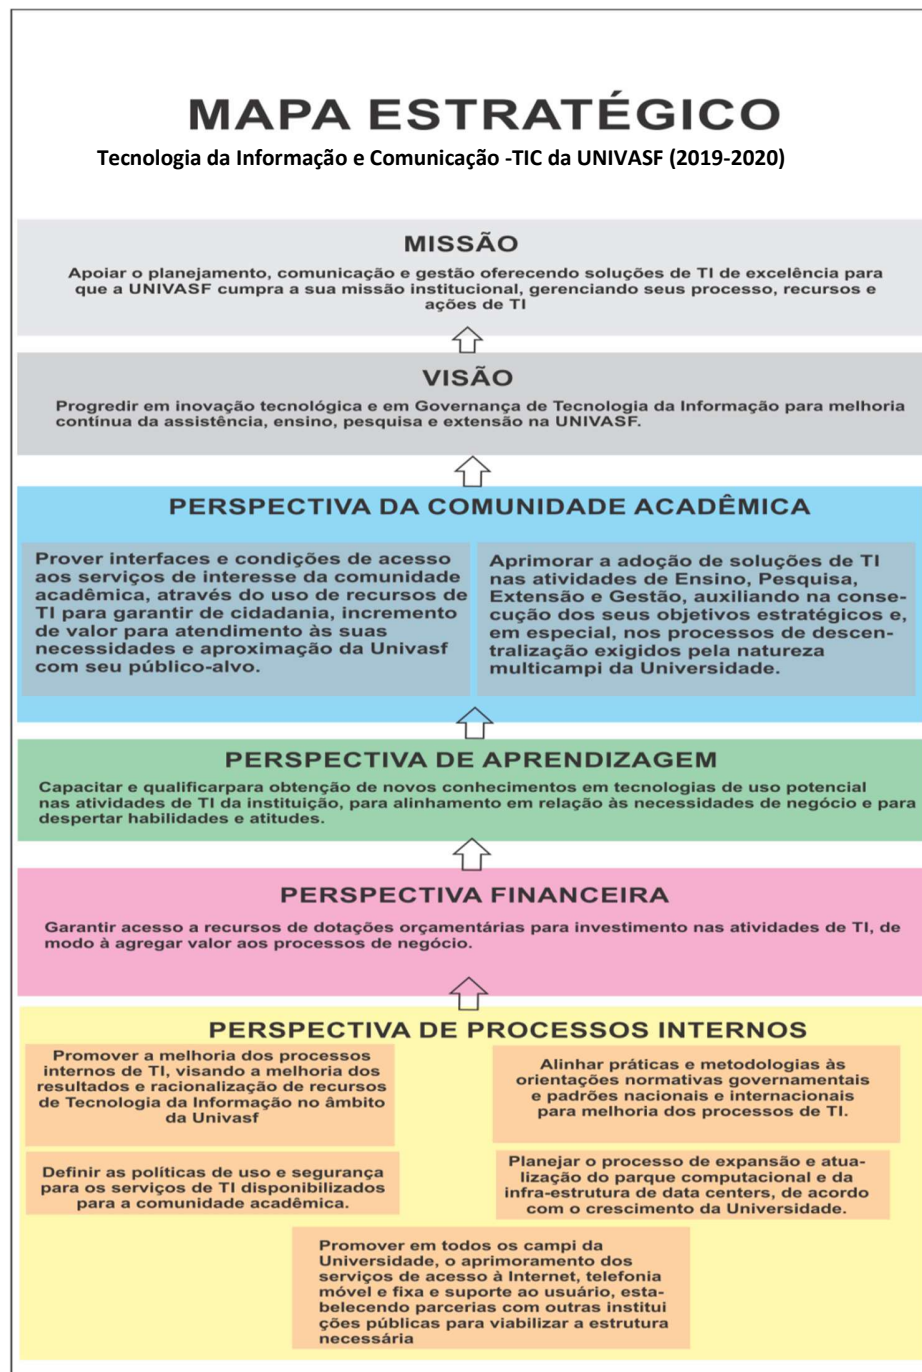 MAPA ESTRATÉGICO
Tecnologia da Informação e Comunicação -TIC da UNIVASF (2019-2020)
MISSÃO
Apoiar o planejamento, comunicação e gestão oferecendo soluções de TI de excelência para
que a UNIVASF cumpra a sua missão institucional, gerenciando seus processo, recursos e
ações de TI
VISÃO
Progredir em inovação tecnológica e em Governança de Tecnologia da Informação para melhoria
contínua da assistência, ensino, pesquisa e extensão na UNIVASF.
PERSPECTIVA DA COMUNIDADE ACADÊMICA
Prover interfaces e condições de acesso
aos serviços de interesse da comunidade
acadêmica, através do uso de recursos de
TI para garantir de cidadania, incremento
de valor para atendimento às suas
necessidades e aproximação da Univasf
com seu público-alvo.
Aprimorar a adoção de soluções de TI
nas atividades de Ensino, Pesquisa,
Extensão e Gestão, auxiliando na conse-
cução dos seus objetivos estratégicos e,
em especial, nos processos de descen-
tralização exigidos pela natureza
multicampi da Universidade.
PERSPECTIVA DE APRENDIZAGEM
Capacitar e qualificarpara obtenção de novos conhecimentos em tecnologias de uso potencial
nas atividades de TI da instituição, para alinhamento em relação às necessidades de negócio e para
despertar habilidades e atitudes.
PERSPECTIVA FINANCEIRA
Garantir acesso a recursos de dotações orçamentárias para investimento nas atividades de TI, de
modo à agregar valor aos processos de negócio.
PERSPECTIVA DE PROCESSOS INTERNOS
Promover a melhoria dos processos
internos de TI, visando a melhoria dos
resultados e racionalização de recursos
de Tecnologia da Informação no âmbito
da Univasf
Alinhar práticas e metodologias às
orientações normativas governamentais
e padrões nacionais e internacionais
para melhoria dos processos de TI.
Definir as políticas de uso e segurança
para os serviços de TI disponibilizados
para a comunidade acadêmica.
Planejar o processo de expansão e atua-
lização do parque computacional e da
infra-estrutura de data centers, de acordo
com o crescimento da Universidade.
Promover em todos os campi da
Universidade, o aprimoramento dos
serviços de acesso à Internet, telefonia
móvel e fixa e suporte ao usuário, esta-
belecendo parcerias com outras institui
ções públicas para viabilizar a estrutura
necessária